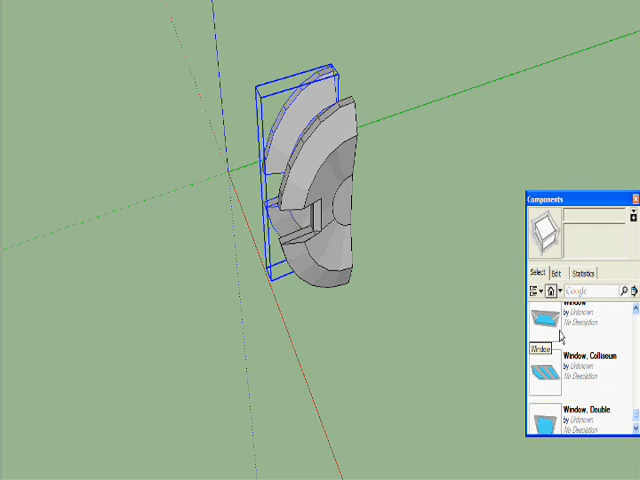 Components
Select Edit Statistics
Google
Window
by Unknown
No Description
Window
Window, Colliseum
by Unknown
No Description
Window, Double
by Unknown
No Description